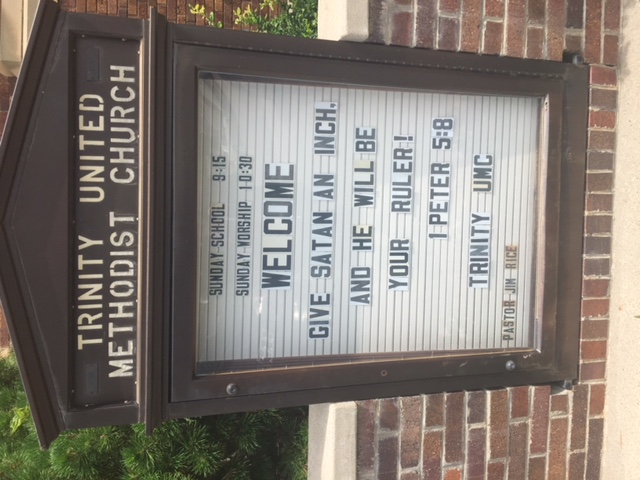 TRINITY UNITED
METHODIST CHURCH
SUNDAY SCHOOL 9:15
SUNDAY WORSHIP 10:30
WELCOME
GIVE SATAN AN INCH,
AND HE WILL BE
YOUR RULER!
1 PETER 5:8
TRINITY UMC
PASTOR JIM RICE